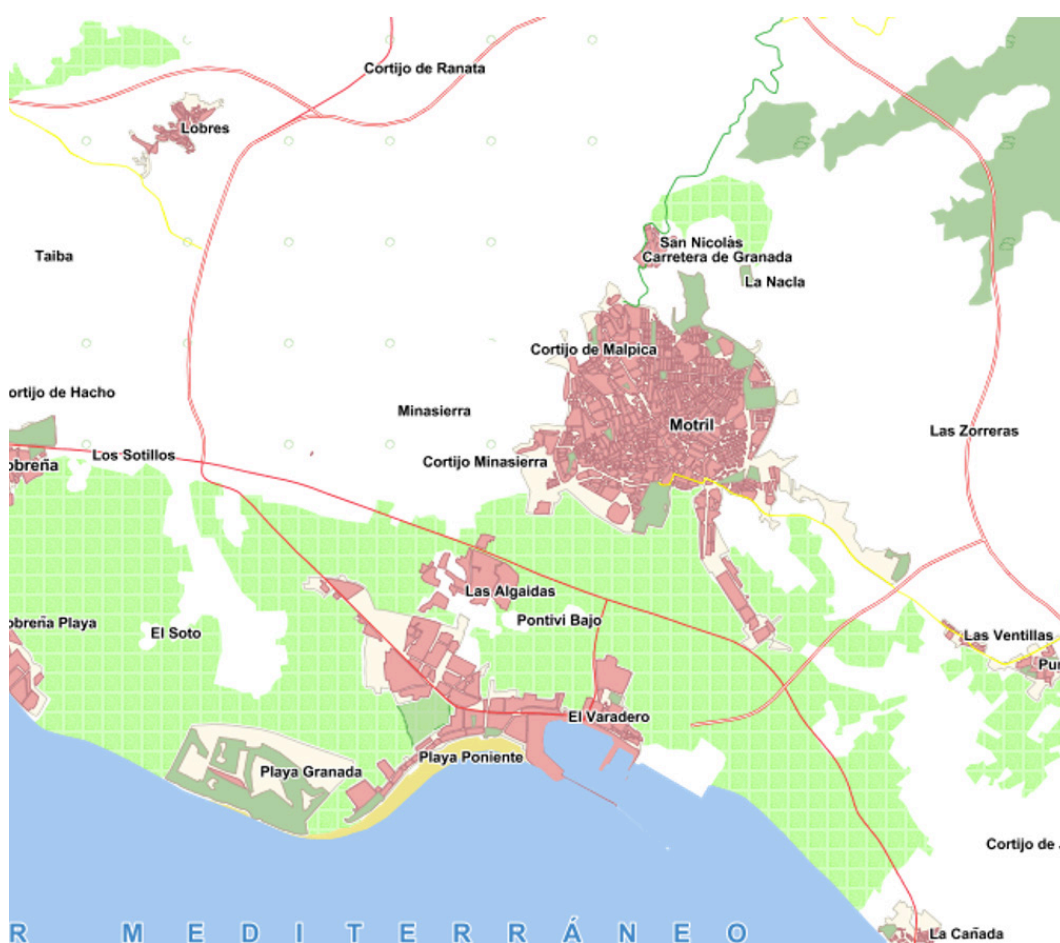 Cortijo de Ranata
Lobres
San Nicolás
Carretera de Granada
Taiba
La Nacla
Cortijo de Malpica
ortijo de Hacho
Minasierra
Motril
Las Zorreras
Los Sotillos
obreña
Cortijo Minasierra
Las Algaidas
Pontivi Bajo
obreña Playa
El Soto
Las Ventillas
Pu
El Varadero
Playa Poniente
Playa Granada
Cortijo de
R MEDITERRÁNEO
La Cañada